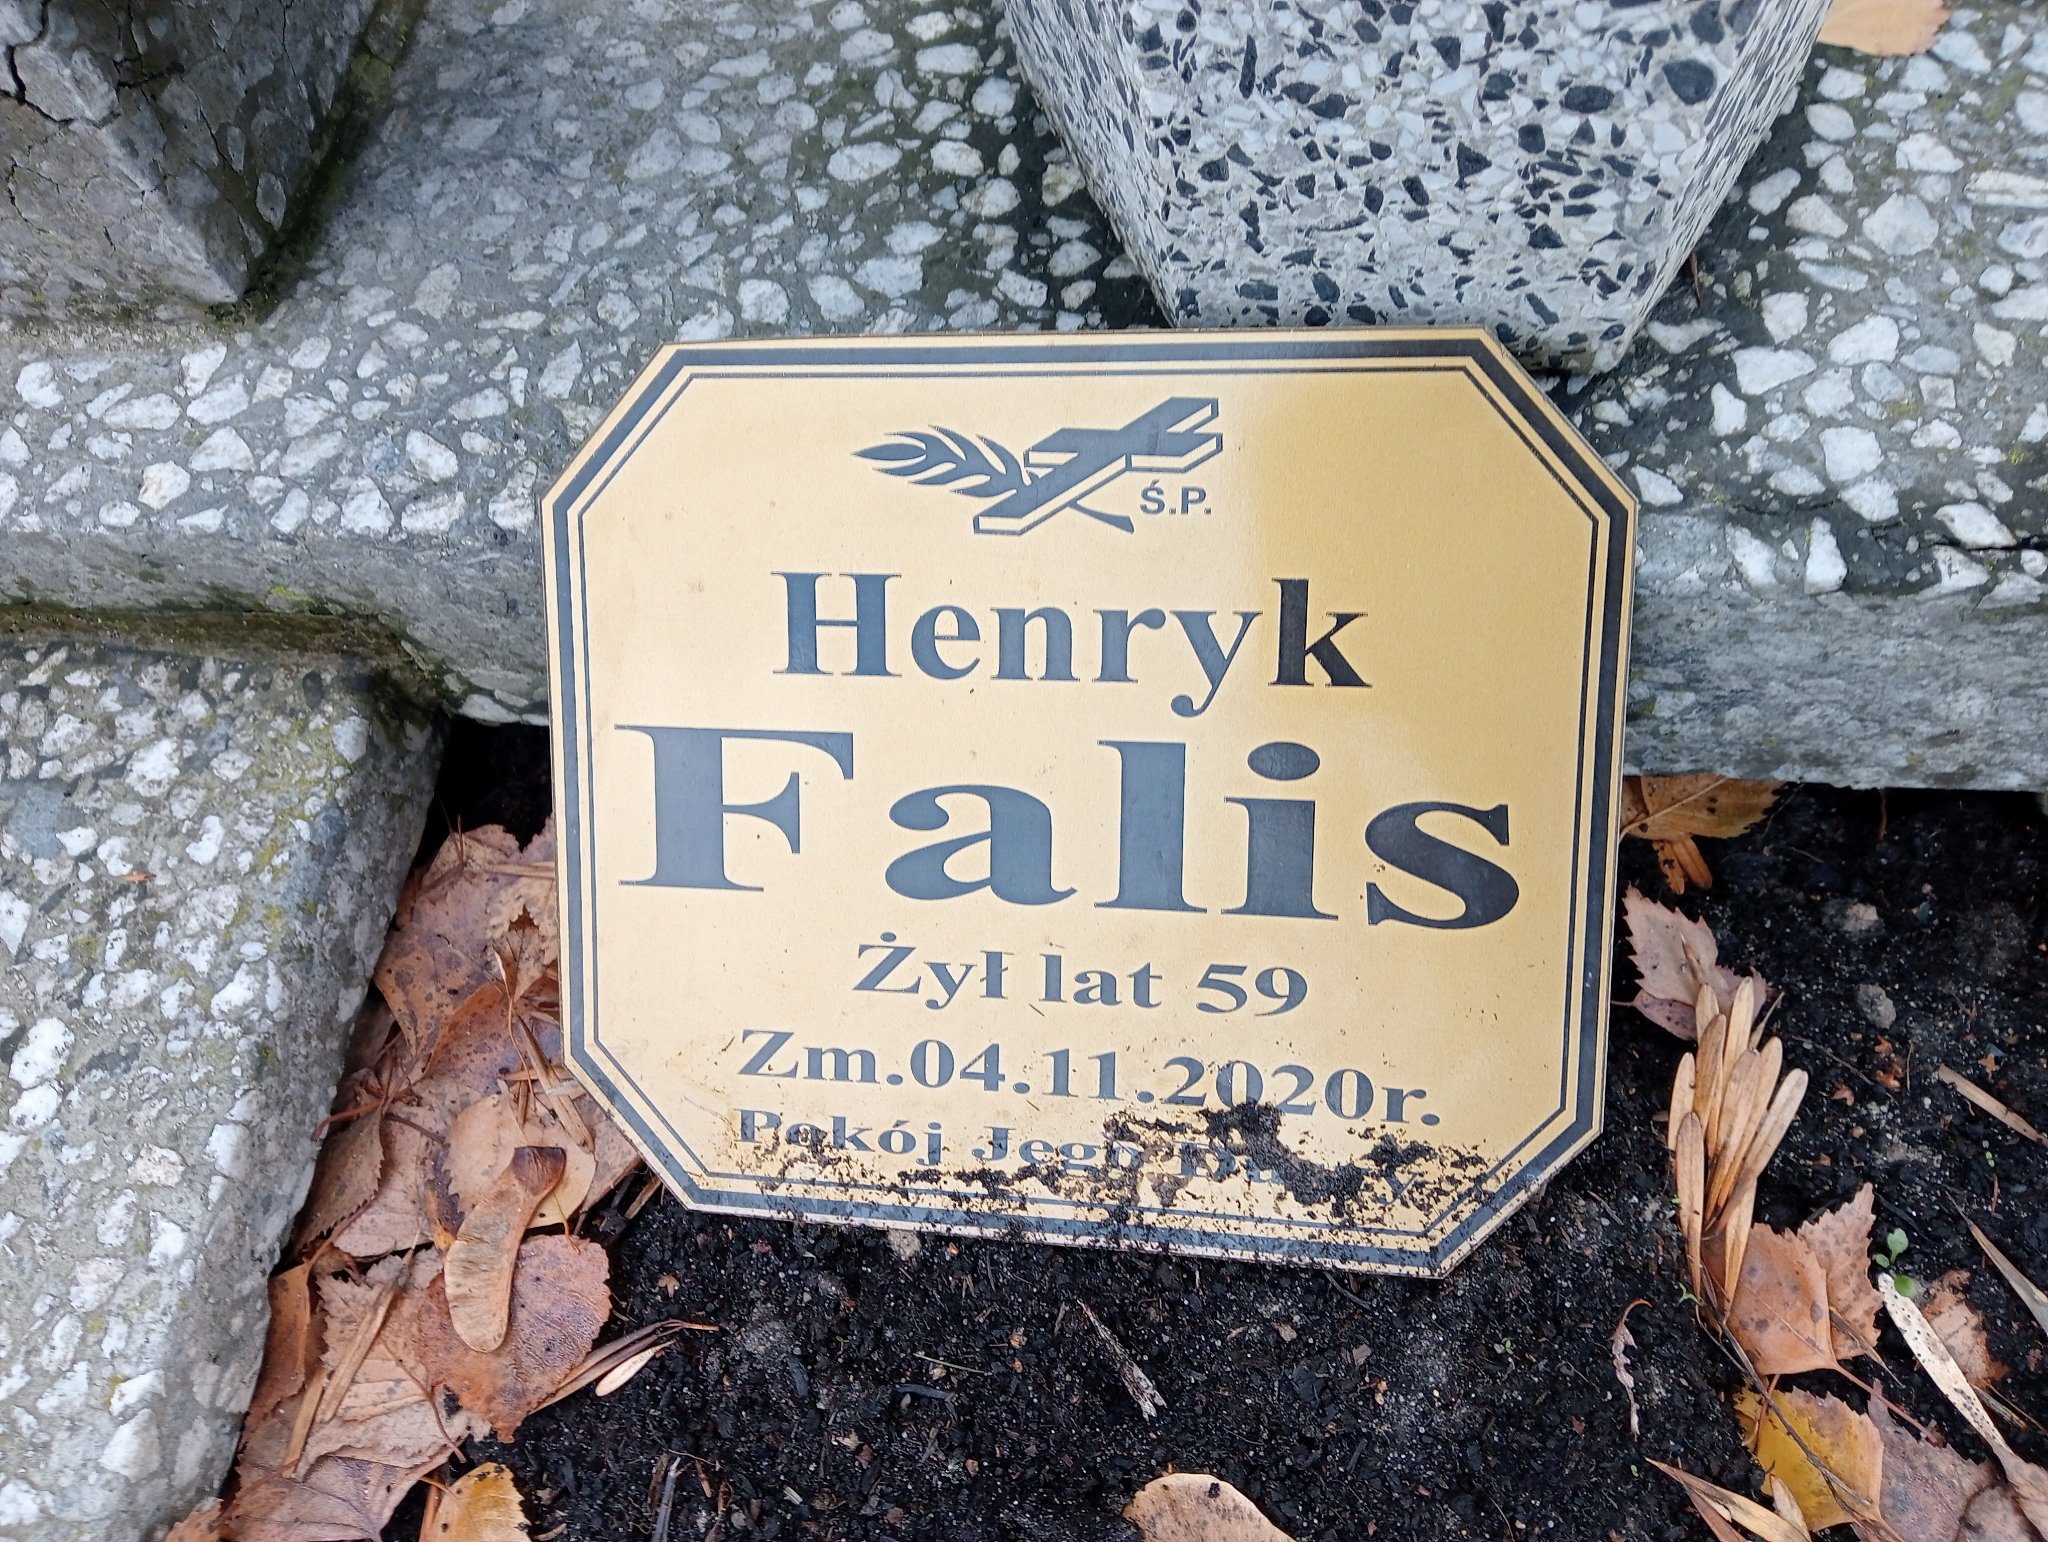 Ś.P.
Henryk
Falis
Żył lat 59
Zm.04.11.2020r.
Pokój Jego